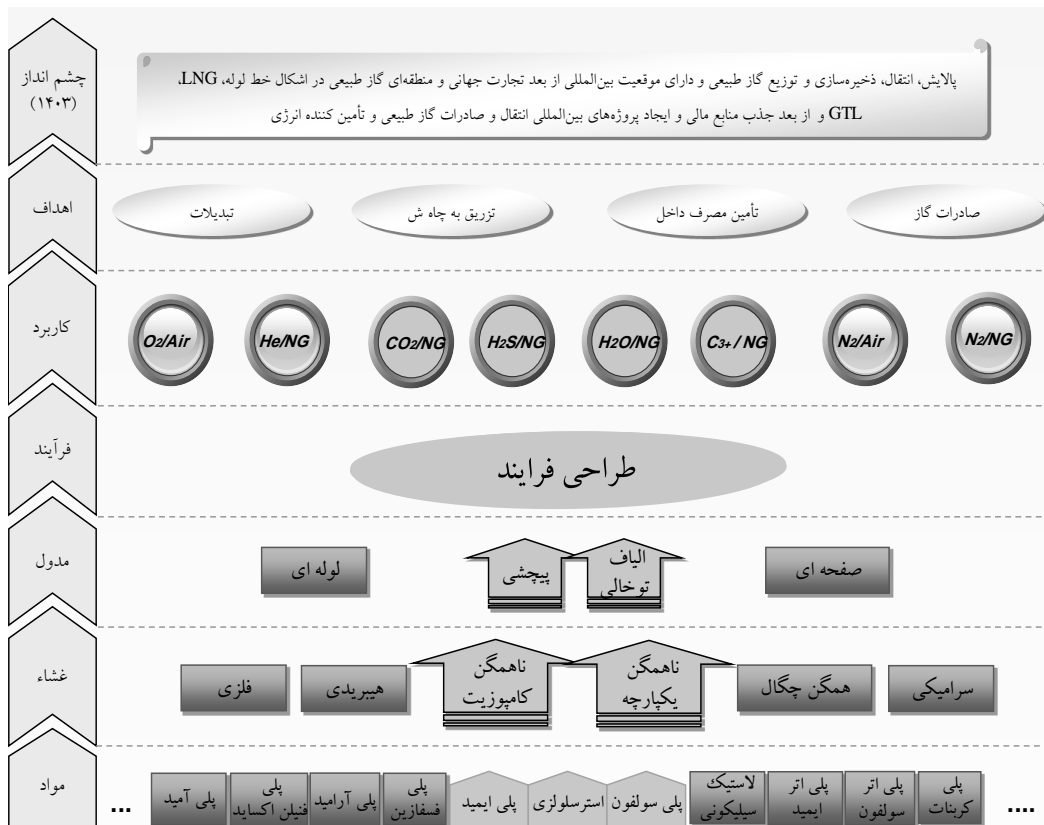 چشم انداز
(۱۴۰۳)
پالایش، انتقال، ذخیره‌سازی و توزیع گاز طبیعی و دارای موقعیت بین‌المللی از بعد تجارت جهانی و منطقه‌ای گاز طبیعی در اشکال خط لوله، LNG،
GTL و از بعد جذب منابع مالی و ایجاد پروژه‌های بین‌المللی انتقال و صادرات گاز طبیعی و تأمین کننده انرژی
اهداف
صادرات گاز
تأمین مصرف داخل
تزریق به چاه ش
تبدیلات
کاربرد
N2/NG
N2/Air
C3+/ NG
H2O/NG
H2S/NG
CO2/NG
He/NG
O2/Air
فرآیند
طراحی فرایند
مدول
صفحه ای
الیاف
توخالی
پیچشی
لوله ای
غشاء
سرامیکی
همگن چگال
ناهمگن
یکپارچه
ناهمگن
کامپوزیت
هیبریدی
فلزی
مواد
....
پلی
کربنات
پلی اتر
سولفون
پلی اتر
ایمید
لاستیک
سیلیکونی
پلی سولفون
استرسلولزی
پلی ایمید
پلی
فسفازین
پلی آرامید
پلی
فنیلن اکساید
پلی آمید
...